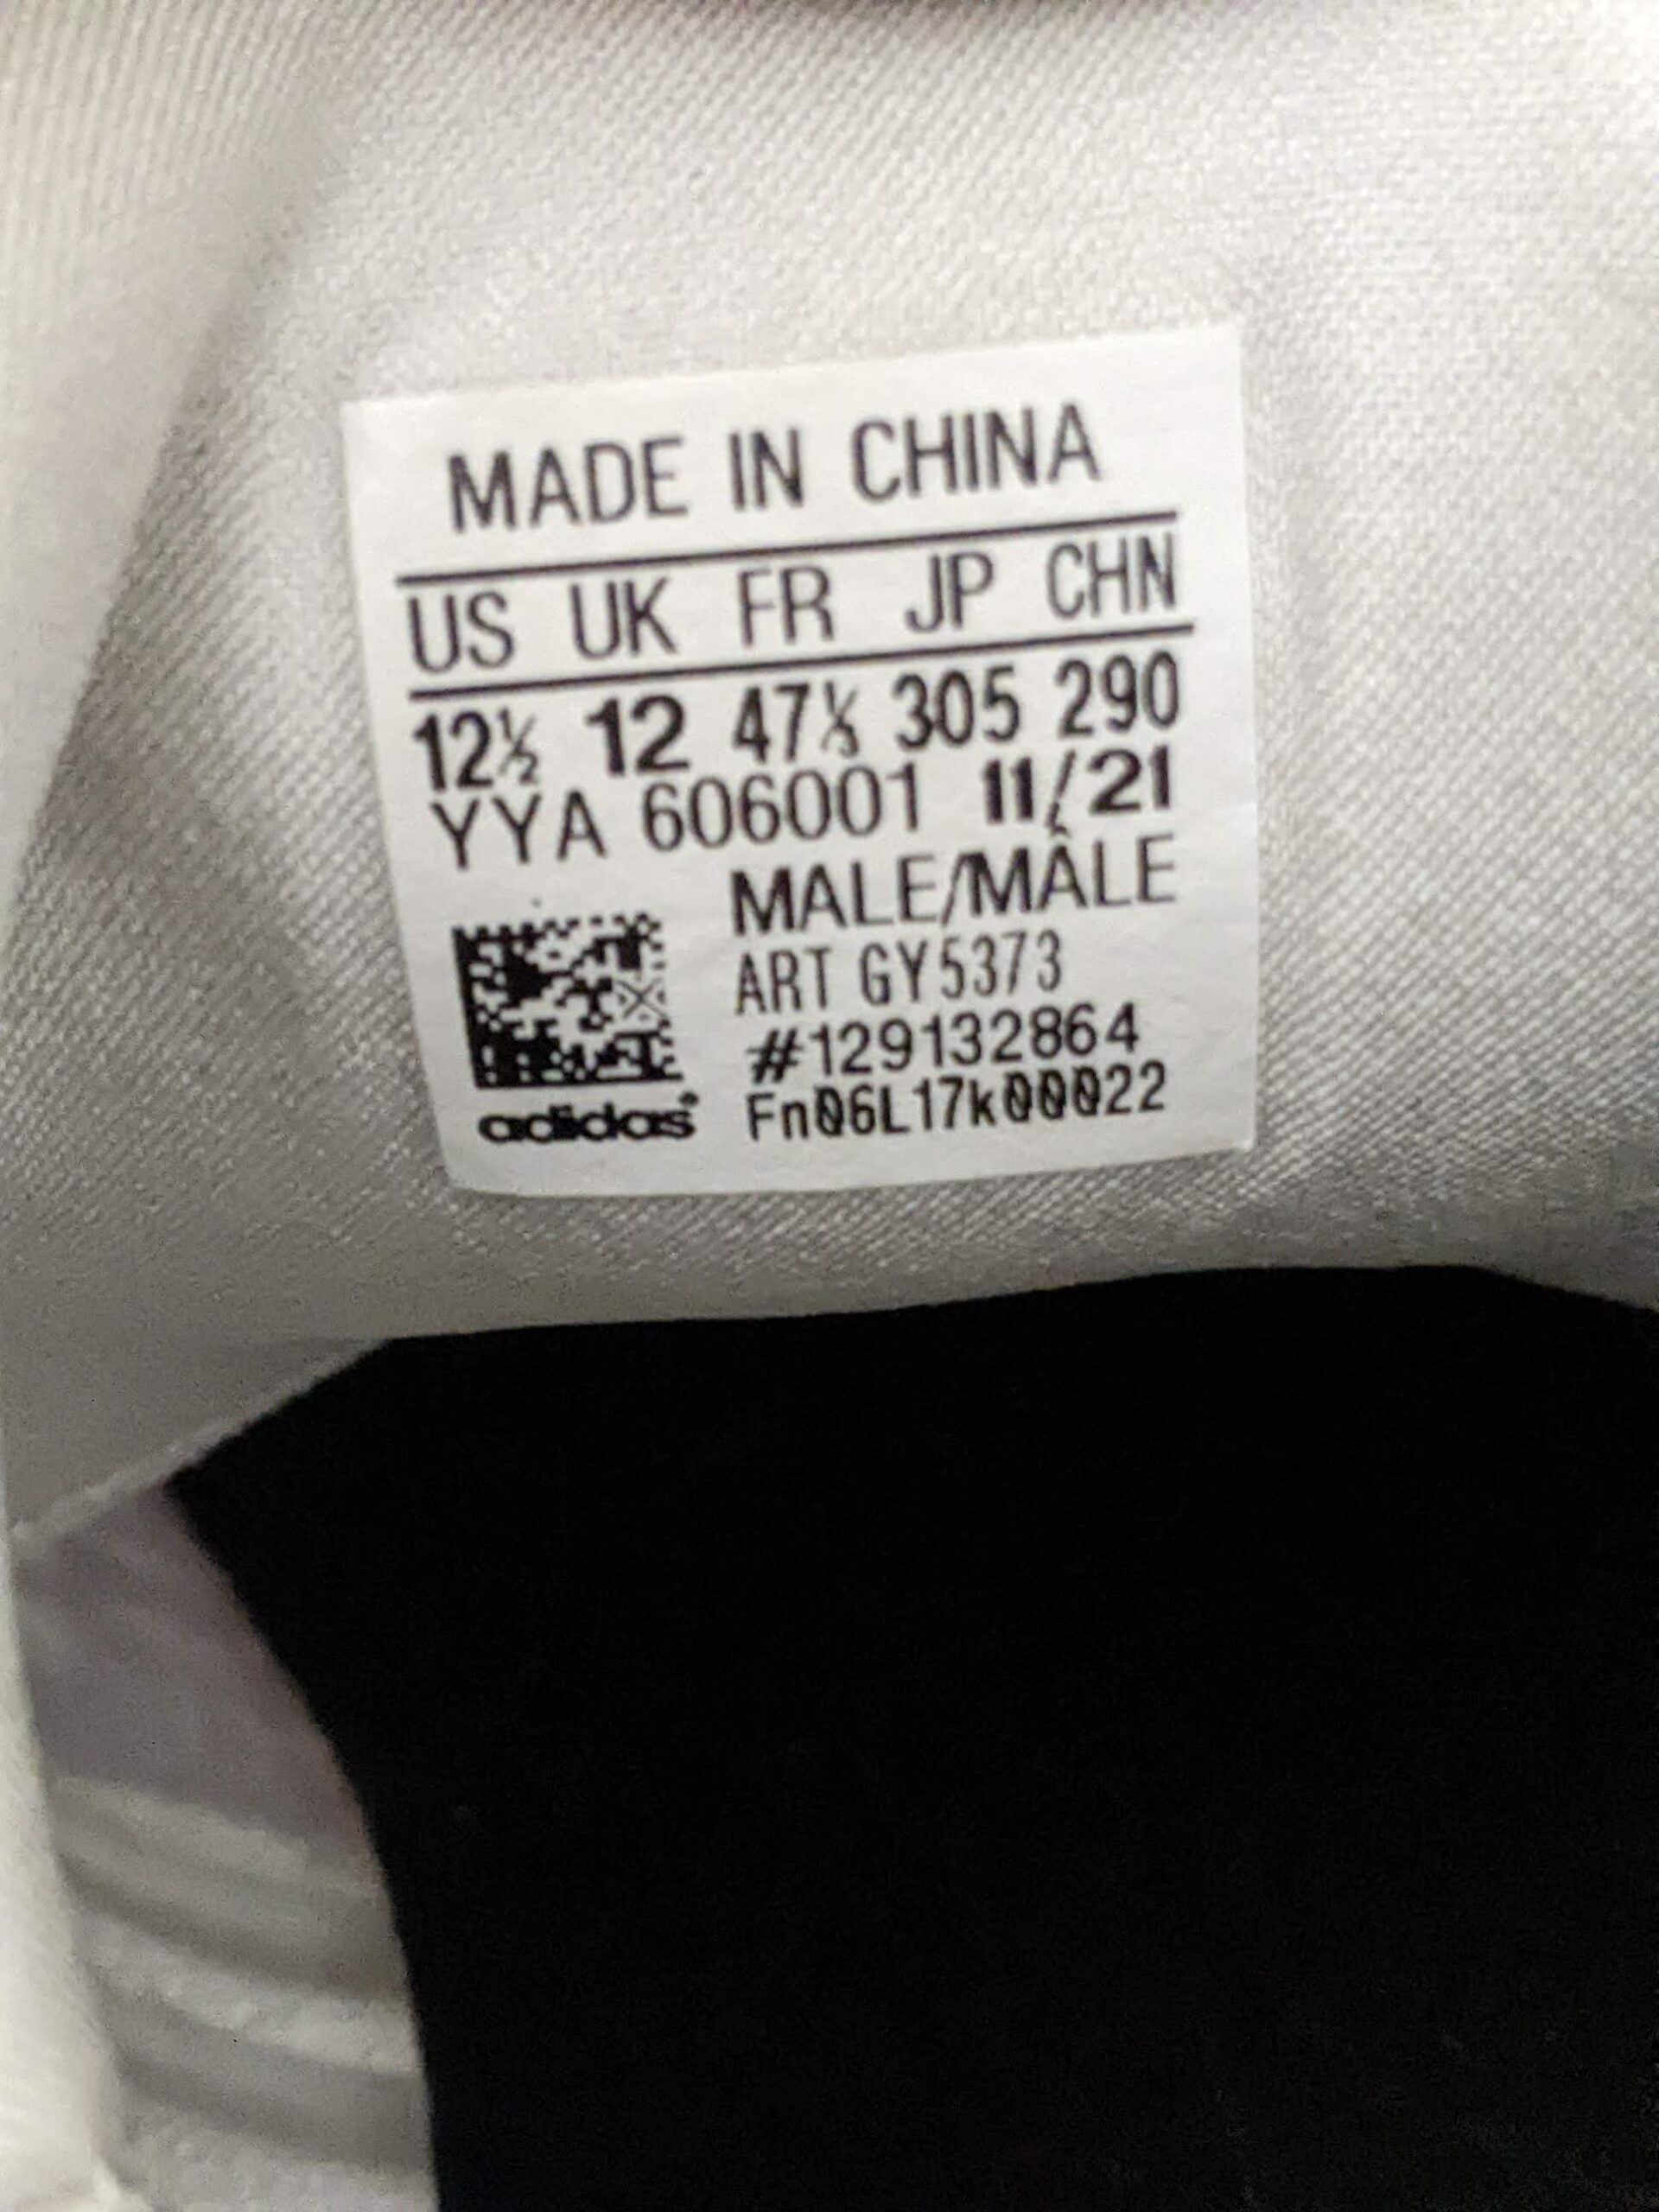 MADE IN CHINA
US UK FR JP CHN
12½ 12 47⅓ 305 290
YYA 606001 11/21
MALE/MÂLE
ART GY5373
#129132864
adidas Fn06L17k00022